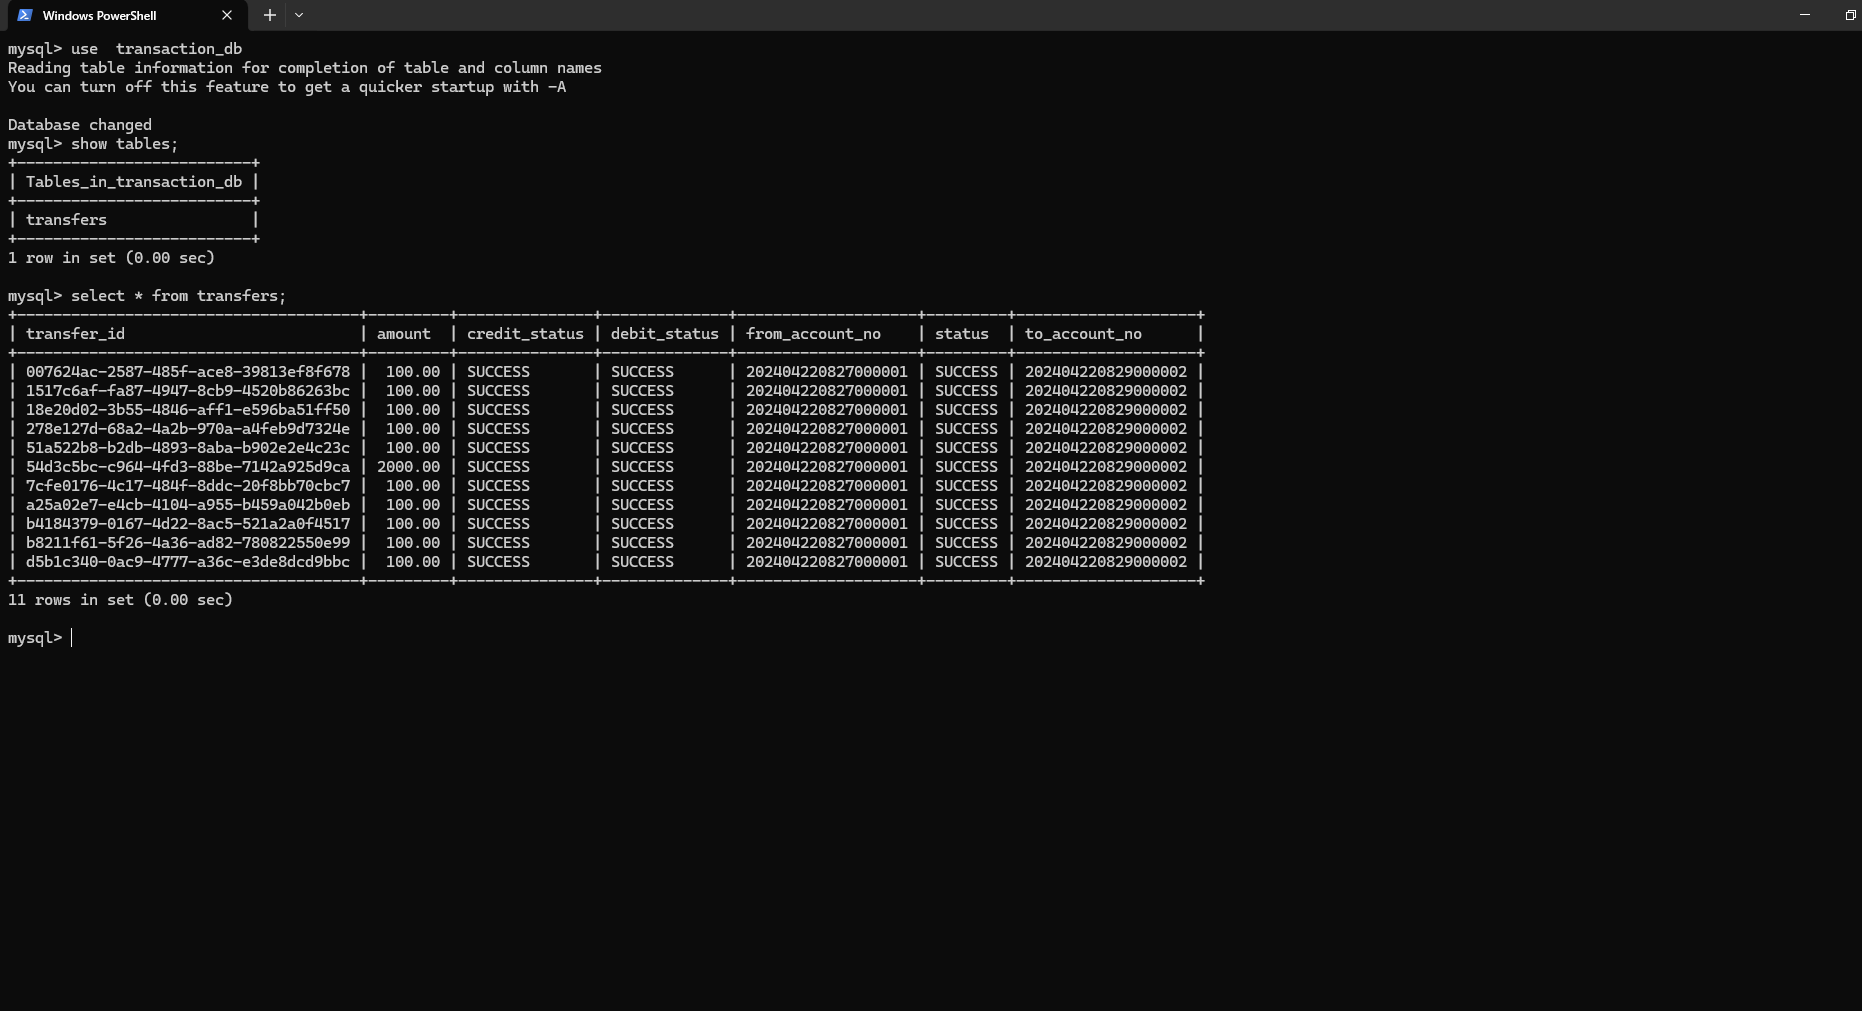 Windows PowerShell
mysql> use  transaction_db
Reading table information for completion of table and column names
You can turn off this feature to get a quicker startup with -A
Database changed
mysql> show tables;
+--------------------------+
| Tables_in_transaction_db |
+--------------------------+
| transfers                |
+--------------------------+
1 row in set (0.00 sec)
mysql> select * from transfers;
+--------------------------------------+---------+---------------+--------------+--------------------+---------+--------------------+
| transfer_id                          | amount  | credit_status | debit_status | from_account_no    | status  | to_account_no      |
+--------------------------------------+---------+---------------+--------------+--------------------+---------+--------------------+
| 007624ac-2587-485f-ace8-39813ef8f678 |  100.00 | SUCCESS       | SUCCESS      | 202404220827000001 | SUCCESS | 202404220829000002 |
| 1517c6af-fa87-4947-8cb9-4520b86263bc |  100.00 | SUCCESS       | SUCCESS      | 202404220827000001 | SUCCESS | 202404220829000002 |
| 18e20d02-3b55-4846-aff1-e596ba51ff50 |  100.00 | SUCCESS       | SUCCESS      | 202404220827000001 | SUCCESS | 202404220829000002 |
| 278e127d-68a2-4a2b-970a-a4feb9d7324e |  100.00 | SUCCESS       | SUCCESS      | 202404220827000001 | SUCCESS | 202404220829000002 |
| 51a522b8-b2db-4893-8aba-b902e2e4c23c |  100.00 | SUCCESS       | SUCCESS      | 202404220827000001 | SUCCESS | 202404220829000002 |
| 54d3c5bc-c964-4fd3-88be-7142a925d9ca | 2000.00 | SUCCESS       | SUCCESS      | 202404220827000001 | SUCCESS | 202404220829000002 |
| 7cfe0176-4c17-484f-8ddc-20f8bb70cbc7 |  100.00 | SUCCESS       | SUCCESS      | 202404220827000001 | SUCCESS | 202404220829000002 |
| a25a02e7-e4cb-4104-a955-b459a042b0eb |  100.00 | SUCCESS       | SUCCESS      | 202404220827000001 | SUCCESS | 202404220829000002 |
| b4184379-0167-4d22-8ac5-521a2a0f4517 |  100.00 | SUCCESS       | SUCCESS      | 202404220827000001 | SUCCESS | 202404220829000002 |
| b8211f61-5f26-4a36-ad82-780822550e99 |  100.00 | SUCCESS       | SUCCESS      | 202404220827000001 | SUCCESS | 202404220829000002 |
| d5b1c340-0ac9-4777-a36c-e3de8dcd9bbc |  100.00 | SUCCESS       | SUCCESS      | 202404220827000001 | SUCCESS | 202404220829000002 |
+--------------------------------------+---------+---------------+--------------+--------------------+---------+--------------------+
11 rows in set (0.00 sec)
mysql>